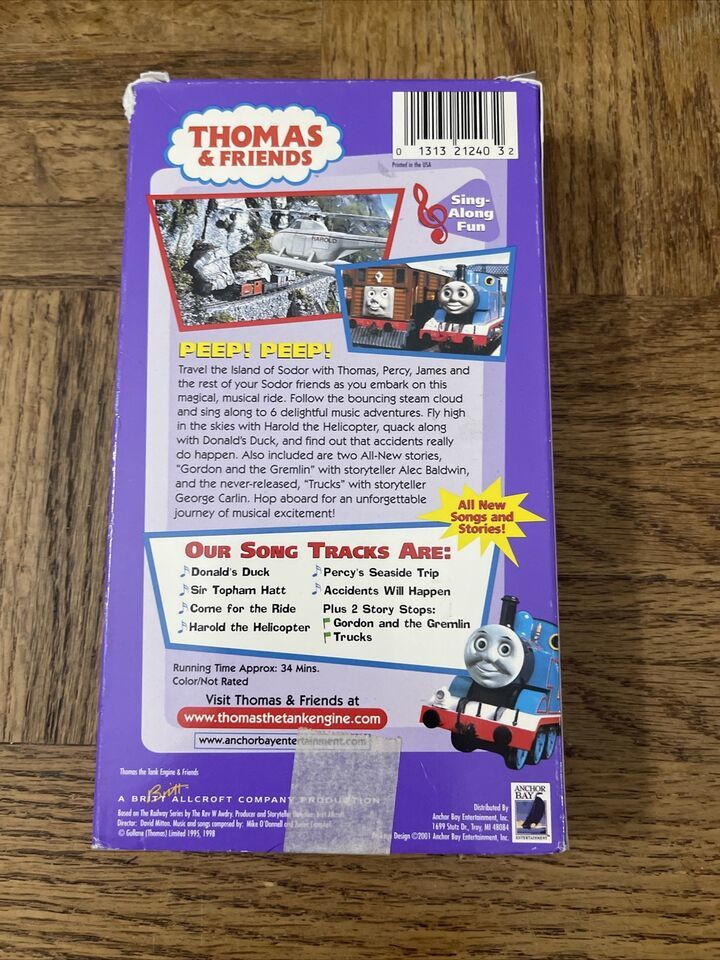 THOMAS
& FRIENDS
0 1313 21240 3 2
Printed in the USA
Sing-
Along
Fun
HAROLD
PEEP! PEEP!
Travel the Island of Sodor with Thomas, Percy, James and
the rest of your Sodor friends as you embark on this
magical, musical ride. Follow the bouncing steam cloud
and sing along to 6 delightful music adventures. Fly high
in the skies with Harold the Helicopter, quack along
with Donald's Duck, and find out that accidents really
do happen. Also included are two All-New stories,
"Gordon and the Gremlin" with storyteller Alec Baldwin,
and the never-released, "Trucks" with storyteller
George Carlin. Hop aboard for an unforgettable
journey of musical excitement!
All New
Songs and
Stories!
OUR SONG TRACKS ARE:
Donald's Duck
Sir Topham Hatt
Come for the Ride
Harold the Helicopter
Percy's Seaside Trip
Accidents Will Happen
Plus 2 Story Stops:
Gordon and the Gremlin
Trucks
Running Time Approx: 34 Mins.
Color/Not Rated
Visit Thomas & Friends at
www.thomasthetankengine.com
www.anchorbayentertainment.com
Thomas the Tank Engine & Friends
Britt
A BRITT ALLCROFT COMPANY PRODUCTION
Based on The Railway Series by The Rev W Awdry. Producer and Storyteller Britt Allcroft
Director: David Mitton. Music and songs composed by: Mike O'Donnell and
© Gullane (Thomas) Limited 1995, 1998
Distributed By
Anchor Bay Entertainment, Inc.
1699 Stutz Dr., Troy, MI 48084
Design ©2001 Anchor Bay Entertainment, Inc.
ANCHOR
BAY
ENTERTAINMENT